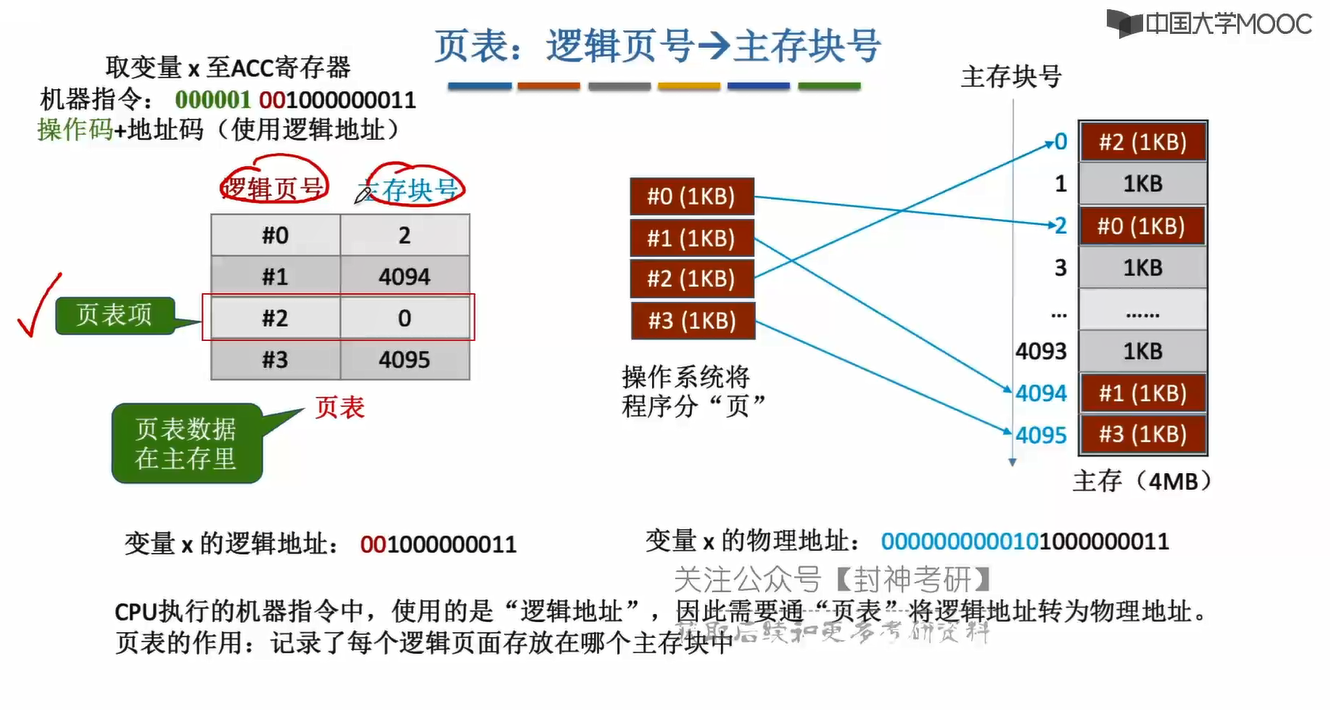 中国大学MOOC
页表：逻辑页号→主存块号
取变量 x 至ACC寄存器
机器指令： 000001 001000000011
操作码+地址码（使用逻辑地址）
逻辑页号 主存块号
#0 2
#1 4094
#2 0
#3 4095
页表项
页表
页表数据
在主存里
#0 (1KB)
#1 (1KB)
#2 (1KB)
#3 (1KB)
操作系统将
程序分“页”
主存块号
0 #2 (1KB)
1 1KB
2 #0 (1KB)
3 1KB
... ......
4093 1KB
4094 #1 (1KB)
4095 #3 (1KB)
主存（4MB）
变量 x 的逻辑地址： 001000000011
变量 x 的物理地址： 0000000000101000000011
关注公众号【封神考研】
CPU执行的机器指令中，使用的是“逻辑地址”，因此需要通“页表”将逻辑地址转为物理地址。
获取后续和更多考研资料
页表的作用：记录了每个逻辑页面存放在哪个主存块中